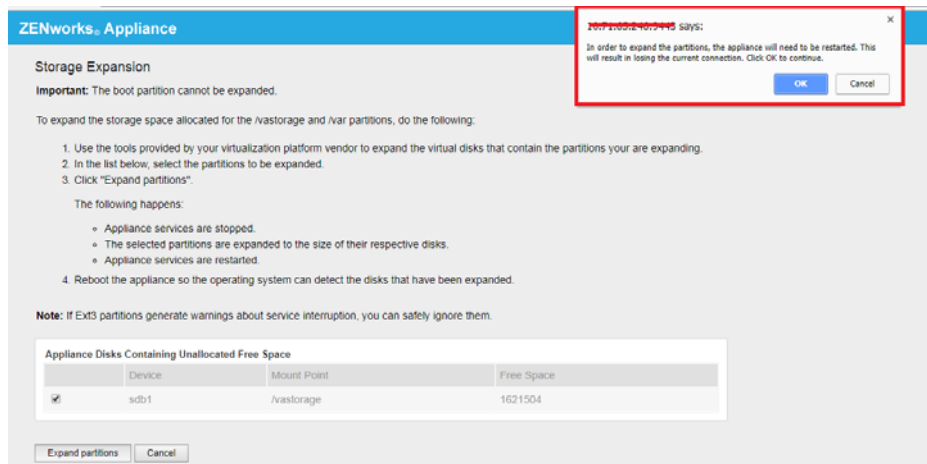 ZENworks® Appliance
says:
In order to expand the partitions, the appliance will need to be restarted. This
will result in losing the current connection. Click OK to continue.
OK
Cancel
Storage Expansion
Important: The boot partition cannot be expanded.
To expand the storage space allocated for the /vastorage and /var partitions, do the following:
1. Use the tools provided by your virtualization platform vendor to expand the virtual disks that contain the partitions your are expanding.
2. In the list below, select the partitions to be expanded.
3. Click "Expand partitions".
The following happens:
Appliance services are stopped.
The selected partitions are expanded to the size of their respective disks.
Appliance services are restarted.
4. Reboot the appliance so the operating system can detect the disks that have been expanded.
Note: If Ext3 partitions generate warnings about service interruption, you can safely ignore them.
Appliance Disks Containing Unallocated Free Space
Device Mount Point Free Space
sdb1 /vastorage 1621504
Expand partitions Cancel